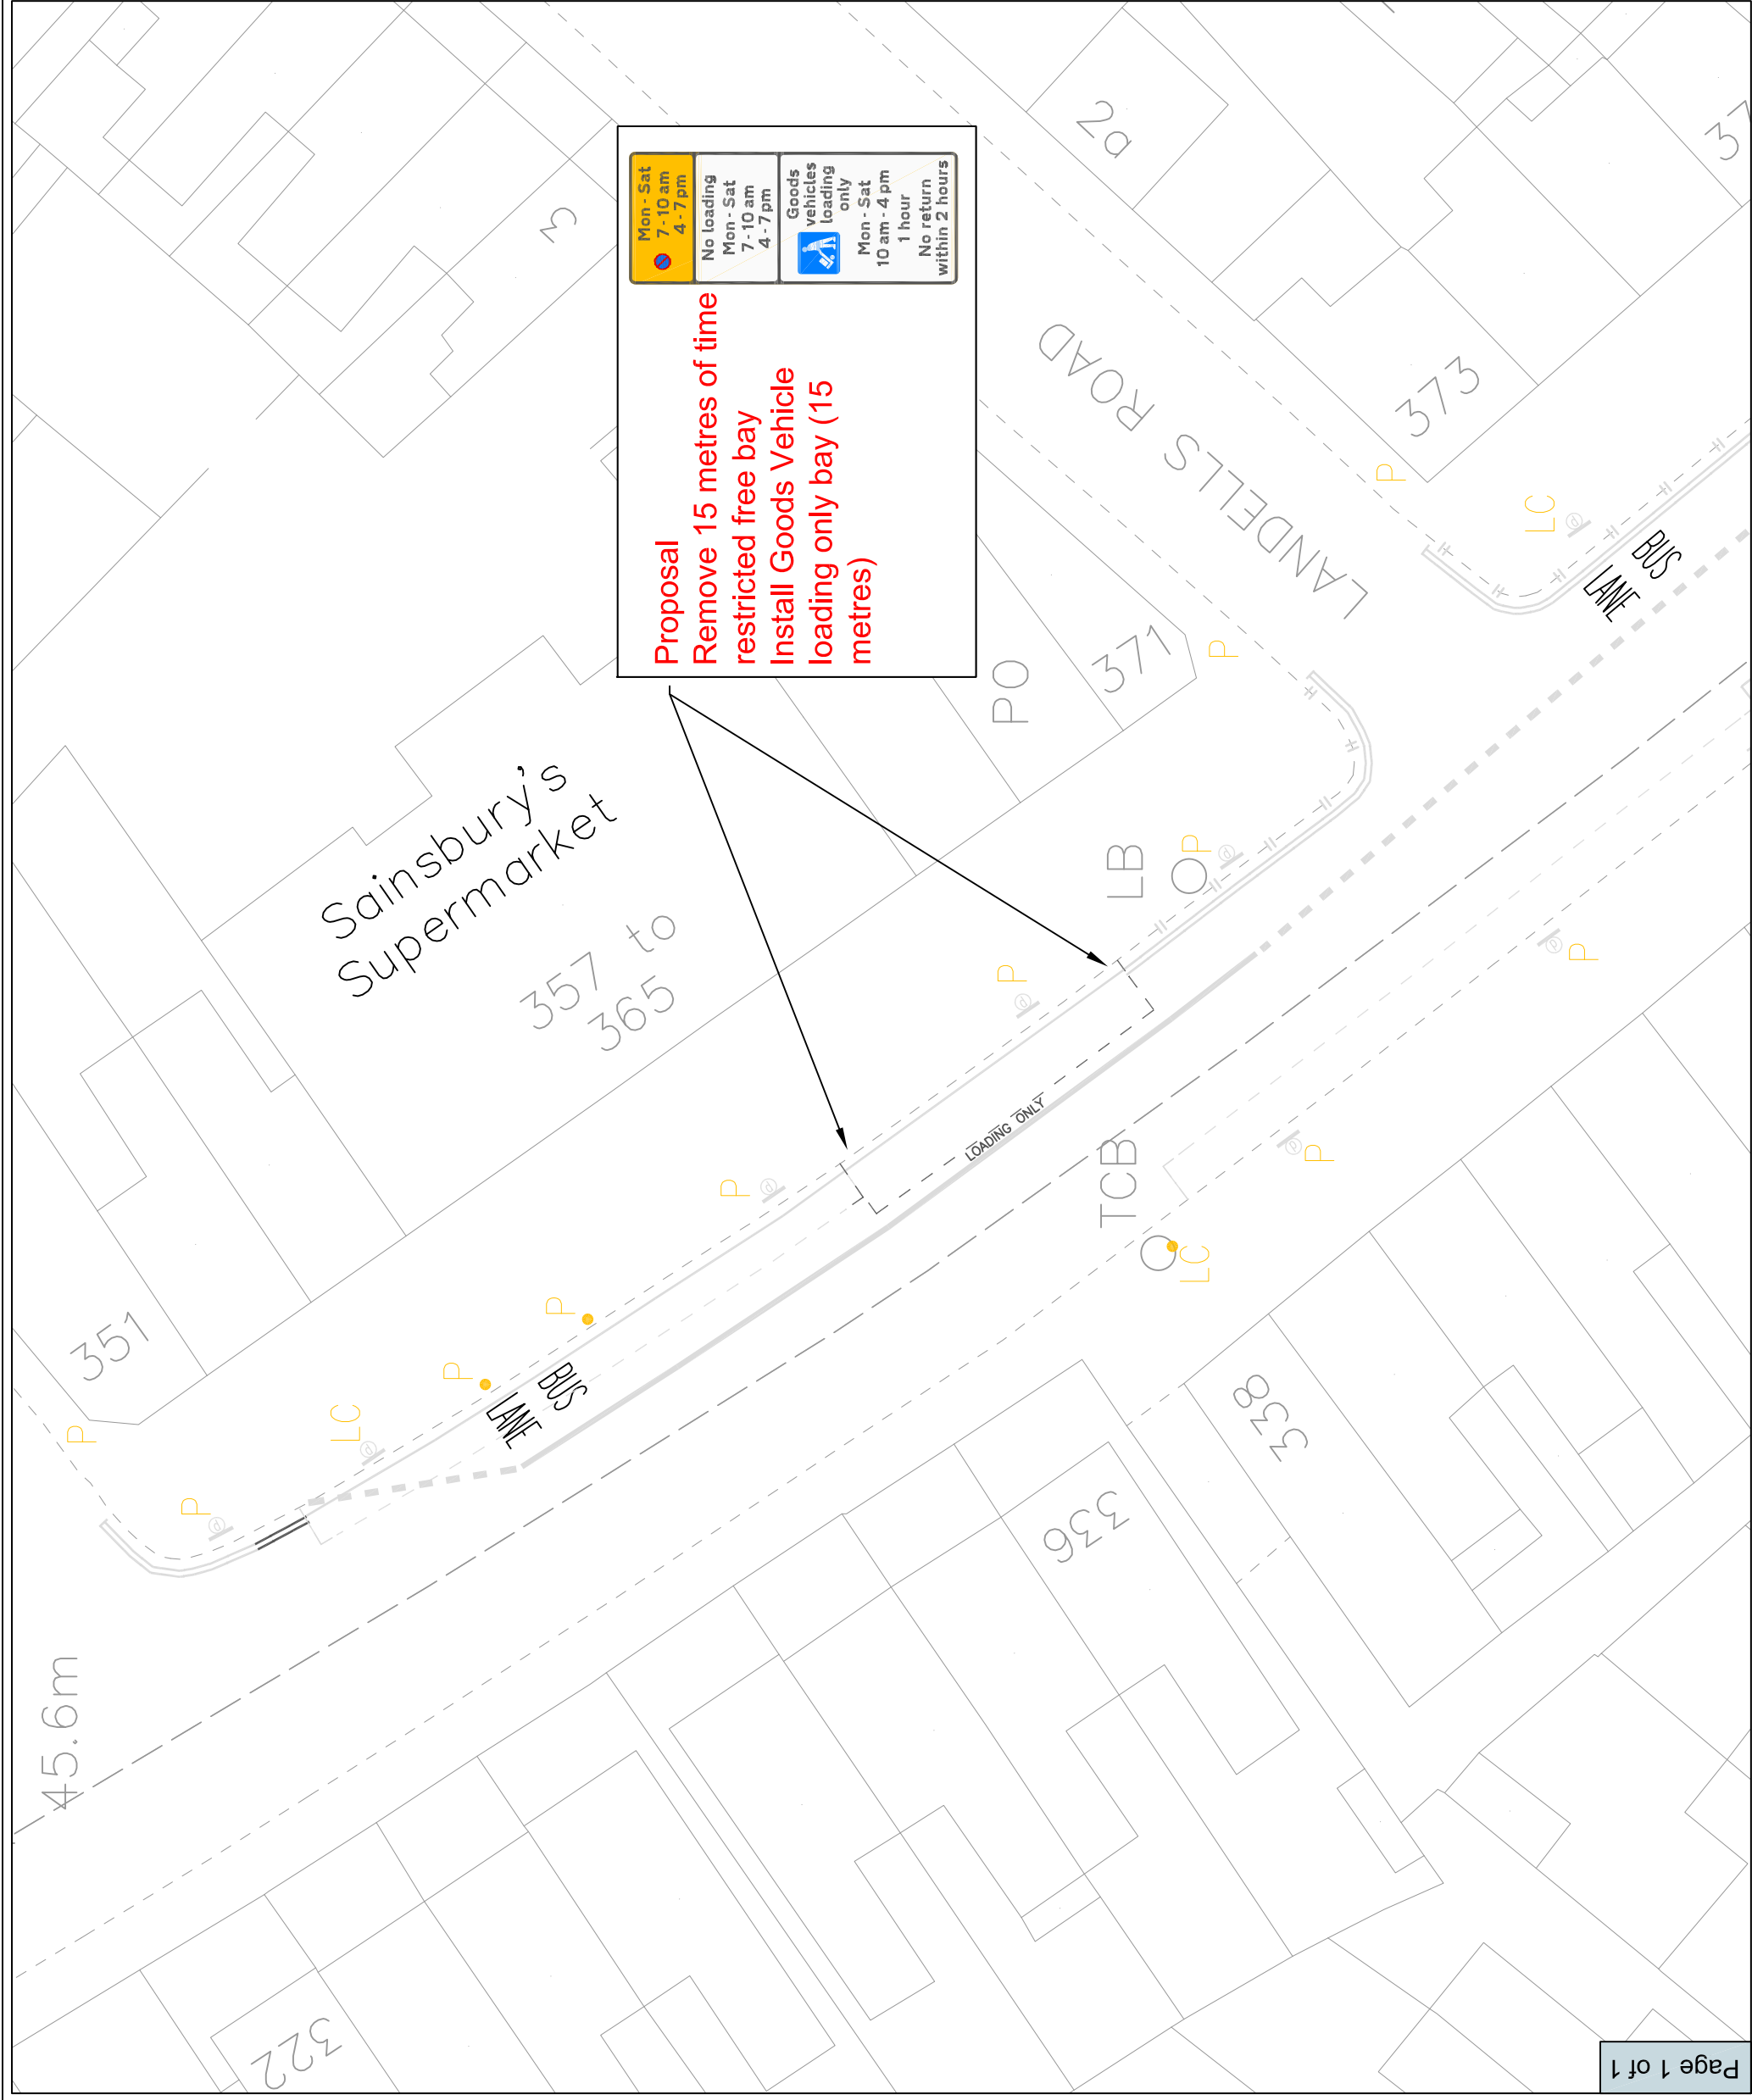 Proposal
Remove 15 metres of time
restricted free bay
Install Goods Vehicle
loading only bay (15
metres)
Mon - Sat
7 - 10 am
4 - 7 pm
No loading
Mon - Sat
7 - 10 am
4 - 7 pm
Goods
vehicles
loading
only
Mon - Sat
10 am - 4 pm
1 hour
No return
within 2 hours
45.6m
351
Sainsbury's
Supermarket
357 to
365
3
2a
LANDELLS ROAD
PO
371
373
37
LB
TCB
LOADING ONLY
BUS
LANE
BUS
LANE
P
P
LC
P
P
P
P
P
P
P
LC
P
P
LC
322
336
338
Page 1 of 1